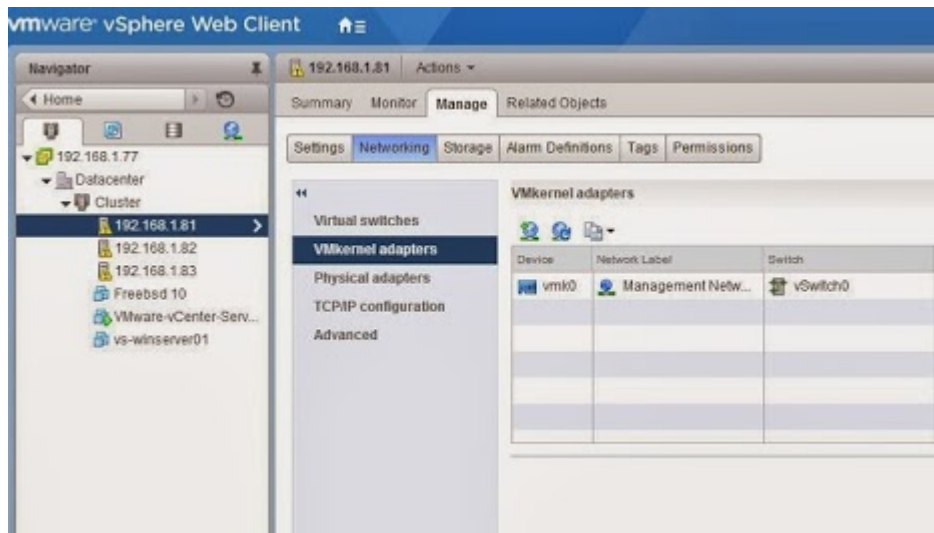 vmware vSphere Web Client
Navigator
Home
192.168.1.77
Datacenter
Cluster
192.168.1.81
192.168.1.82
192.168.1.83
Freebsd 10
VMware-vCenter-Serv...
vs-winserver01
192.168.1.81 Actions
Summary Monitor Manage Related Objects
Settings Networking Storage Alarm Definitions Tags Permissions
Virtual switches
VMkernel adapters
Physical adapters
TCP/IP configuration
Advanced
VMkernel adapters
Device Network Label Switch
vmk0 Management Netw... vSwitch0